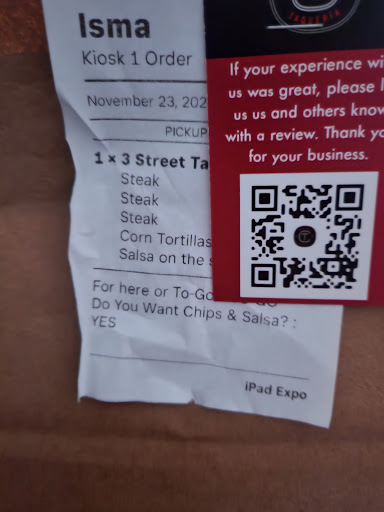 Isma
Kiosk 1 Order
November 23, 202
PICKUP
1 x 3 Street Ta
Steak
Steak
Steak
Corn Tortillas
Salsa on the s
For here or To-Go
Do You Want Chips & Salsa? :
YES
iPad Expo
TAQUERIA
If your experience wi
us was great, please l
us us and others know
with a review. Thank yo
for your business.